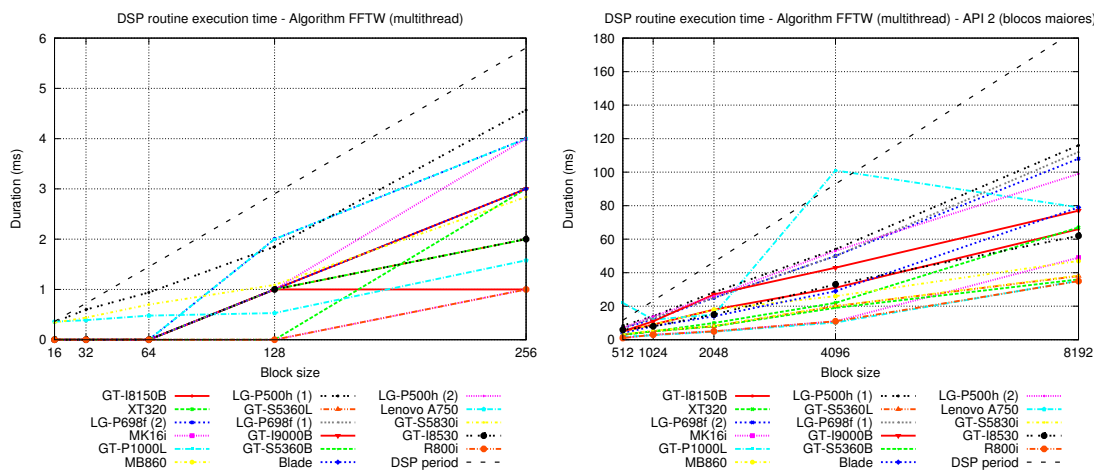 DSP routine execution time - Algorithm FFTW (multithread)
6
5
4
3
2
1
0
Duration (ms)
16 32 64 128 256
Block size
GT-I8150B LG-P500h (1) LG-P500h (2)
XT320 GT-S5360L Lenovo A750
LG-P698f (2) LG-P698f (1) GT-S5830i
MK16i GT-I9000B GT-I8530
GT-P1000L GT-S5360B R800i
MB860 Blade DSP period
DSP routine execution time - Algorithm FFTW (multithread) - API 2 (blocos maiores)
180
160
140
120
100
80
60
40
20
0
Duration (ms)
512 1024 2048 4096 8192
Block size
GT-I8150B LG-P500h (1) LG-P500h (2)
XT320 GT-S5360L Lenovo A750
LG-P698f (2) LG-P698f (1) GT-S5830i
MK16i GT-I9000B GT-I8530
GT-P1000L GT-S5360B R800i
MB860 Blade DSP period